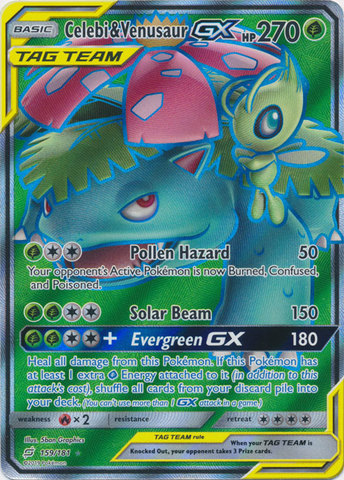 BASIC
Celebi & Venusaur GX HP 270
TAG TEAM
Pollen Hazard 50
Your opponent's Active Pokémon is now Burned, Confused,
and Poisoned.
Solar Beam 150
+ Evergreen GX 180
Heal all damage from this Pokémon. If this Pokémon has
at least 1 extra Energy attached to it (in addition to this
attack's cost), shuffle all cards from your discard pile into
your deck. (You can't use more than 1 GX attack in a game.)
weakness ×2 resistance retreat
Illus. 5ban Graphics
TAG TEAM rule
159/181
When your TAG TEAM is
Knocked Out, your opponent takes 3 Prize cards.
©2019 Pokémon